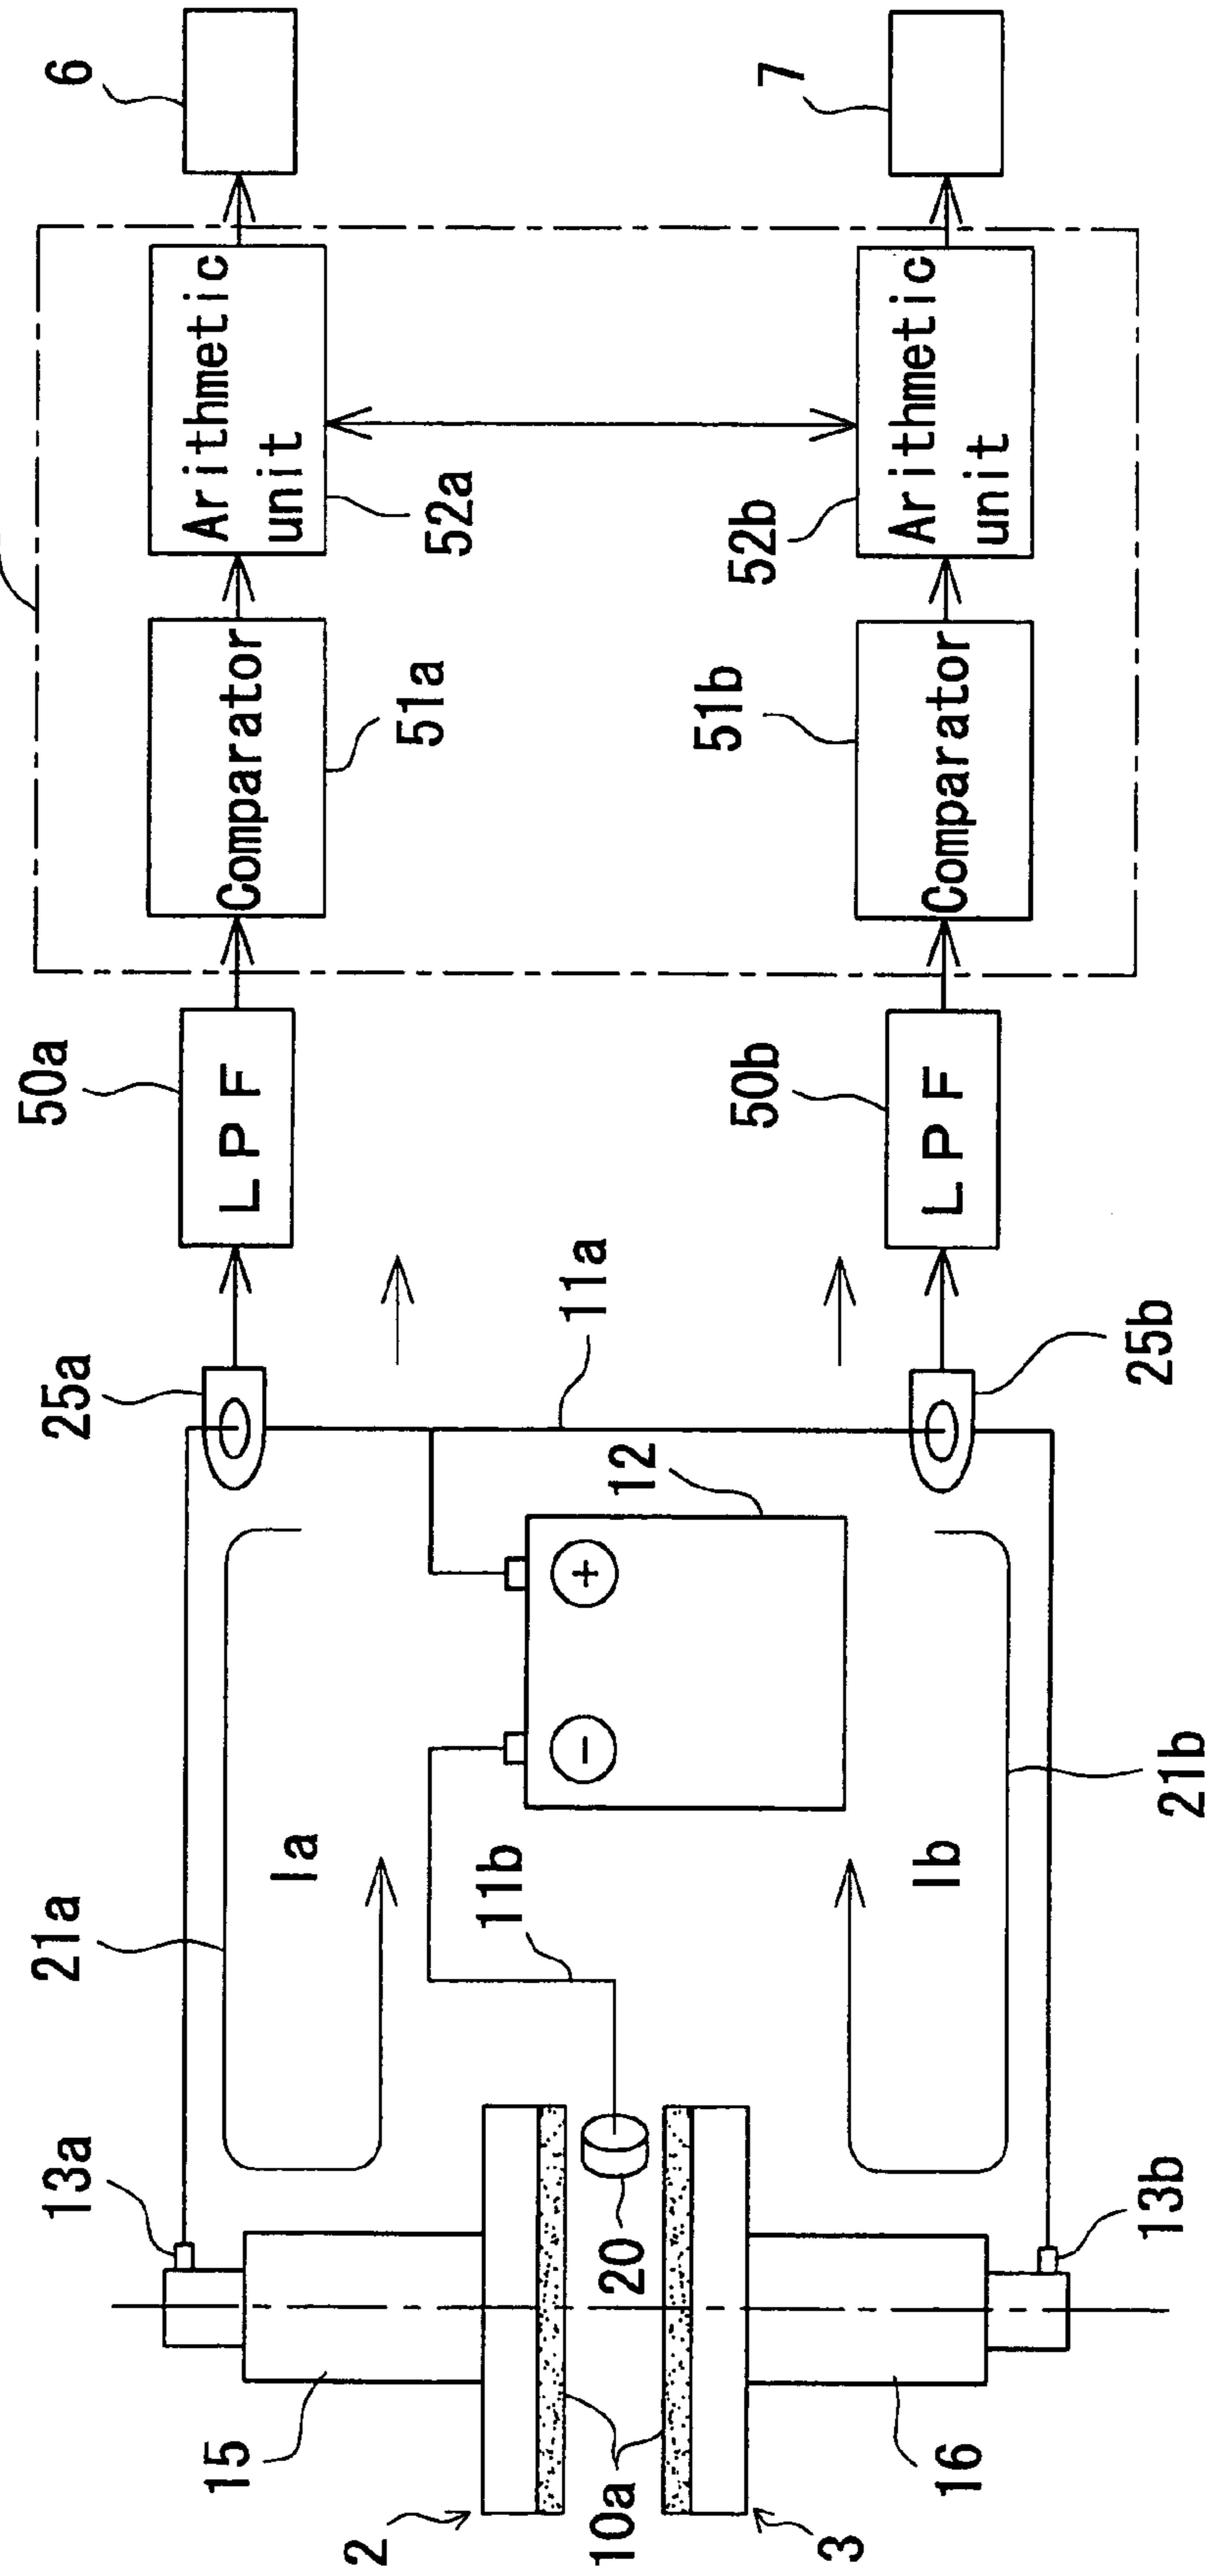 6
7
Arithmetic
unit
Arithmetic
unit
52a
52b
Comparator
Comparator
51a
51b
50a
LPF
50b
LPF
25a
11a
25b
12
+
−
21a
Ia
11b
Ib
21b
13a
20
13b
15
16
2
10a
3